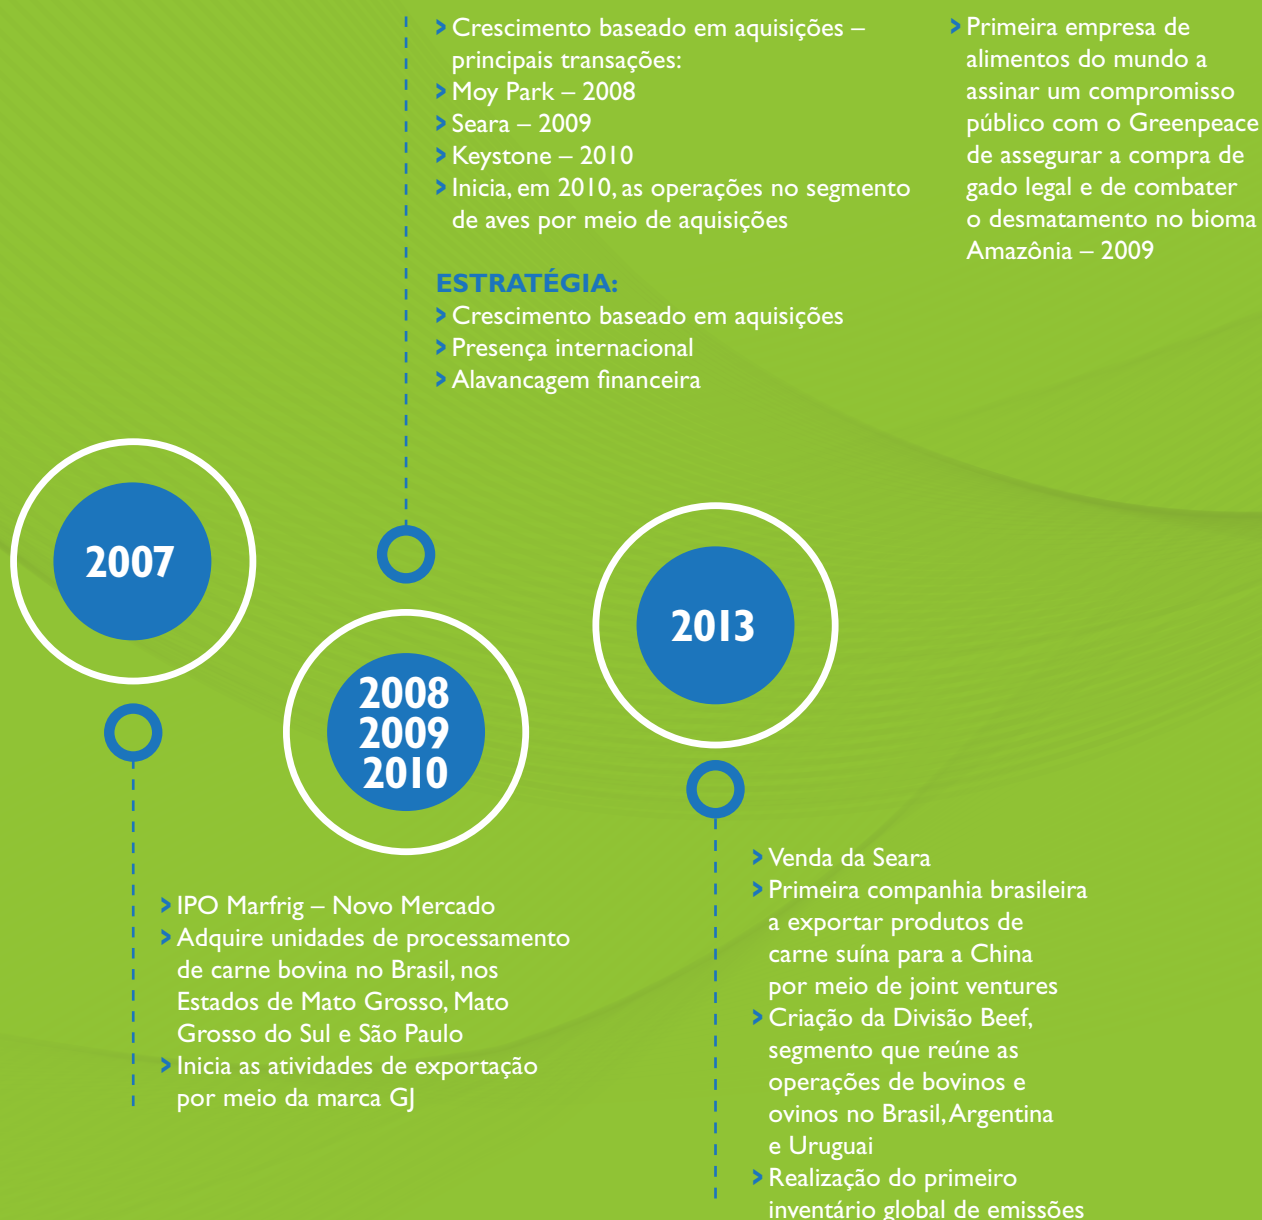 > Crescimento baseado em aquisições –
principais transações:
> Moy Park – 2008
> Seara – 2009
> Keystone – 2010
> Inicia, em 2010, as operações no segmento
de aves por meio de aquisições
ESTRATÉGIA:
> Crescimento baseado em aquisições
> Presença internacional
> Alavancagem financeira
> Primeira empresa de
alimentos do mundo a
assinar um compromisso
público com o Greenpeace
de assegurar a compra de
gado legal e de combater
o desmatamento no bioma
Amazônia – 2009
2007
2008
2009
2010
2013
> IPO Marfrig – Novo Mercado
> Adquire unidades de processamento
de carne bovina no Brasil, nos
Estados de Mato Grosso, Mato
Grosso do Sul e São Paulo
> Inicia as atividades de exportação
por meio da marca GJ
> Venda da Seara
> Primeira companhia brasileira
a exportar produtos de
carne suína para a China
por meio de joint ventures
> Criação da Divisão Beef,
segmento que reúne as
operações de bovinos e
ovinos no Brasil, Argentina
e Uruguai
> Realização do primeiro
inventário global de emissões